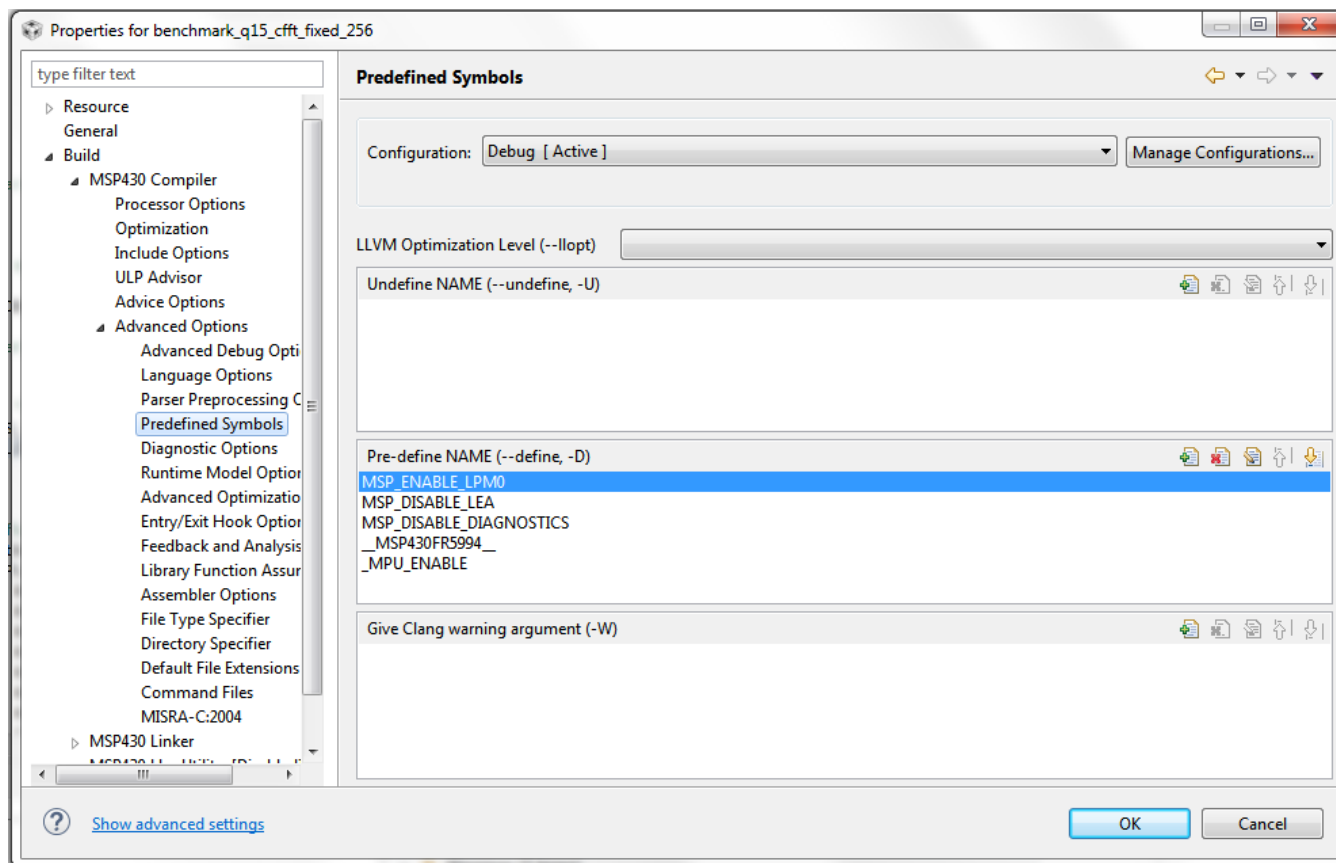 Properties for benchmark_q15_cfft_fixed_256
type filter text
Resource
General
Build
MSP430 Compiler
Processor Options
Optimization
Include Options
ULP Advisor
Advice Options
Advanced Options
Advanced Debug Opti
Language Options
Parser Preprocessing C
Predefined Symbols
Diagnostic Options
Runtime Model Option
Advanced Optimizatio
Entry/Exit Hook Option
Feedback and Analysis
Library Function Assur
Assembler Options
File Type Specifier
Directory Specifier
Default File Extensions
Command Files
MISRA-C:2004
MSP430 Linker
Predefined Symbols
Configuration: Debug [ Active ] Manage Configurations...
LLVM Optimization Level (--llopt)
Undefine NAME (--undefine, -U)
Pre-define NAME (--define, -D)
MSP_ENABLE_LPM0
MSP_DISABLE_LEA
MSP_DISABLE_DIAGNOSTICS
__MSP430FR5994__
_MPU_ENABLE
Give Clang warning argument (-W)
Show advanced settings
OK Cancel